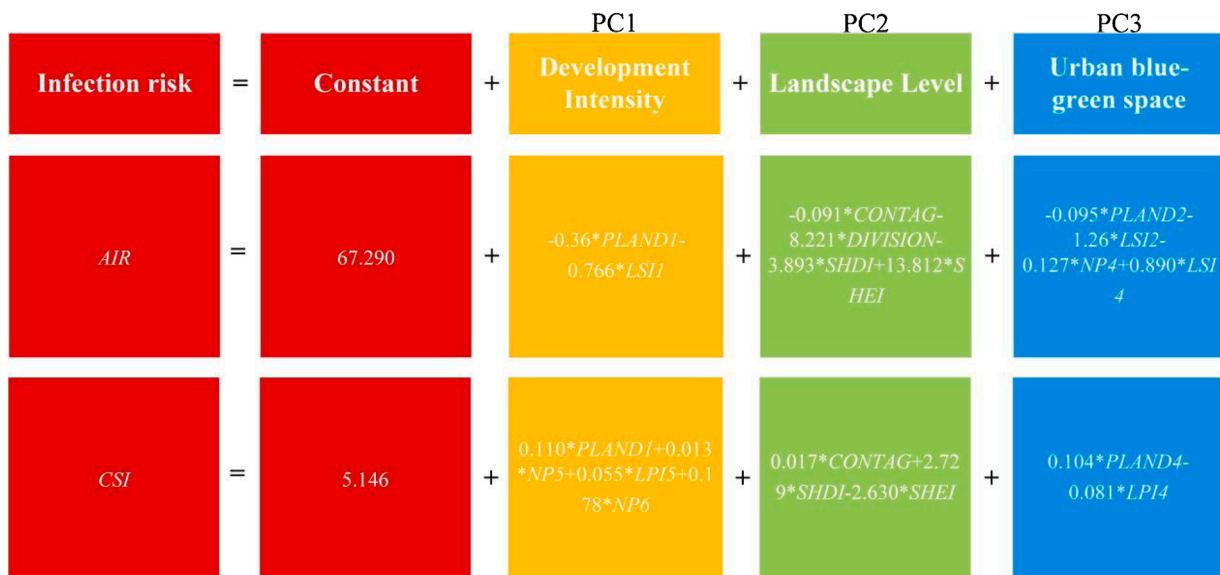 PC1
PC2
PC3
Infection risk
=
Constant
+
Development
Intensity
+
Landscape Level
+
Urban blue-
green space
AIR
=
67.290
+
-0.36*PLAND1-
0.766*LSI1
+
-0.091*CONTAG-
8.221*DIVISION-
3.893*SHDI+13.812*S
HEI
+
-0.095*PLAND2-
1.26*LSI2-
0.127*NP4+0.890*LSI
4
CSI
=
5.146
+
0.110*PLAND1+0.013
*NP5+0.055*LPI5+0.1
78*NP6
+
0.017*CONTAG+2.72
9*SHDI-2.630*SHEI
+
0.104*PLAND4-
0.081*LPI4